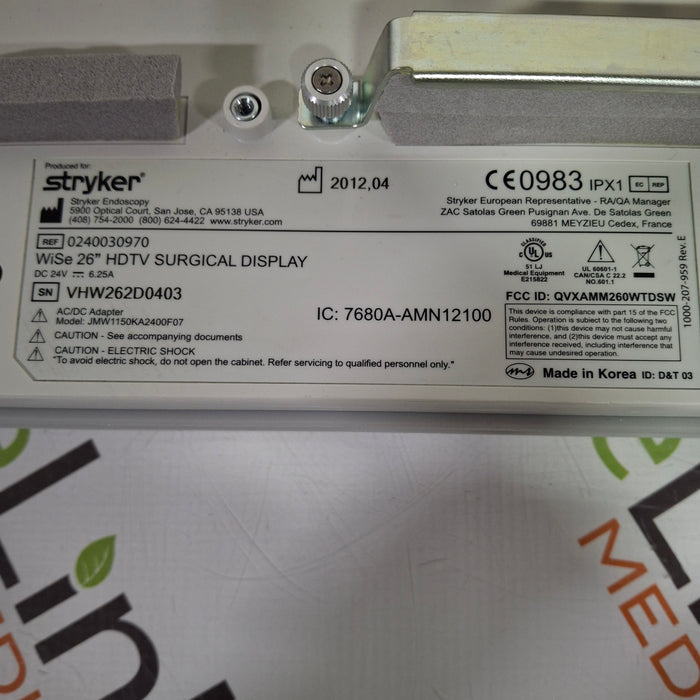 Produced for:
stryker®
Stryker Endoscopy
5900 Optical Court, San Jose, CA 95138 USA
(408) 754-2000 (800) 624-4422 www.stryker.com
2012,04
CE0983 IPX1 EC REP
Stryker European Representative - RA/QA Manager
ZAC Satolas Green Pusignan Ave. De Satolas Green
69881 MEYZIEU Cedex, France
REF 0240030970
WiSe 26" HDTV SURGICAL DISPLAY
DC 24V 6.25A
SN VHW262D0403
AC/DC Adapter
Model: JMW1150KA2400F07
CAUTION - See accompanying documents
CAUTION - ELECTRIC SHOCK
"To avoid electric shock, do not open the cabinet. Refer servicing to qualified personnel only."
IC: 7680A-AMN12100
CLASSIFIED
C UL US
51 LJ
Medical Equipment
E215822
UL 60601-1
CAN/CSA C 22.2
NO.601.1
FCC ID: QVXAMM260WTDSW
This device is compliance with part 15 of the FCC
Rules. Operation is subject to the following two
conditions: (1)this device may not cause harmful
interference, and (2)this device must accept any
interference received, including interference that
may cause undesired operation.
Made in Korea ID: D&T 03
1000-207-959 Rev. E
Lin
MED
L
MED